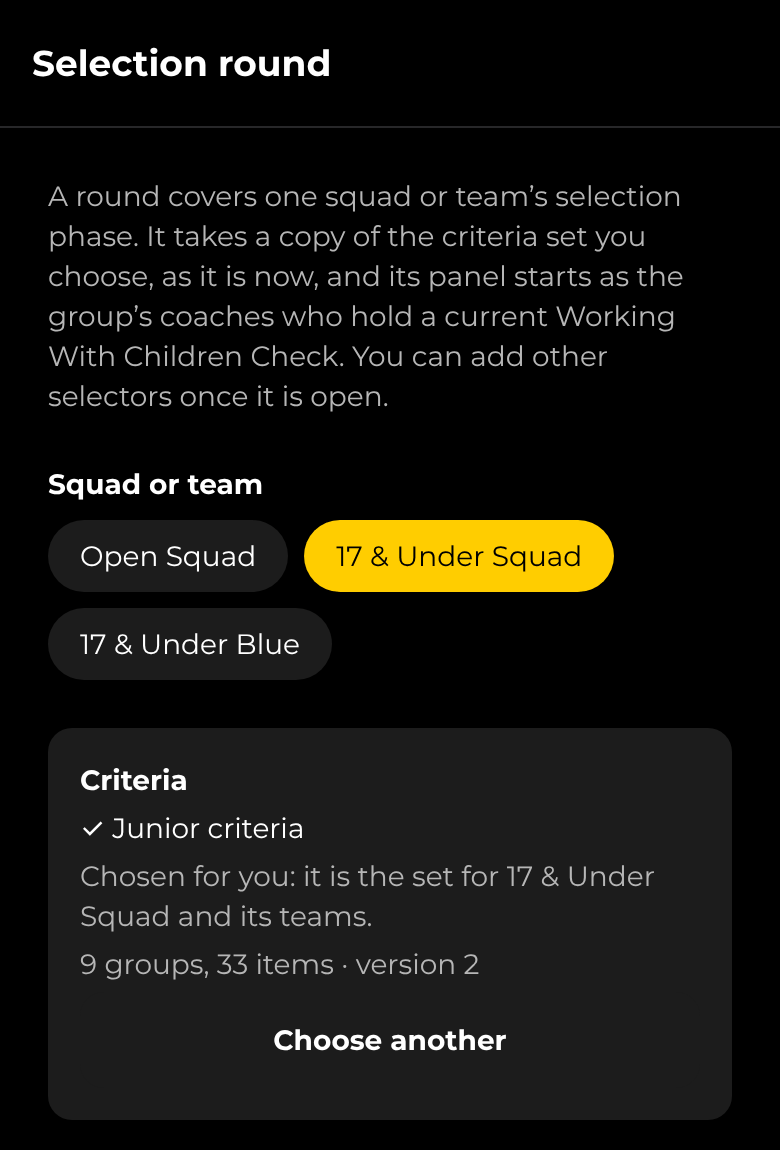 Selection round
A round covers one squad or team’s selection
phase. It takes a copy of the criteria set you
choose, as it is now, and its panel starts as the
group’s coaches who hold a current Working
With Children Check. You can add other
selectors once it is open.
Squad or team
Open Squad
17 & Under Squad
17 & Under Blue
Criteria
✓ Junior criteria
Chosen for you: it is the set for 17 & Under
Squad and its teams.
9 groups, 33 items · version 2
Choose another